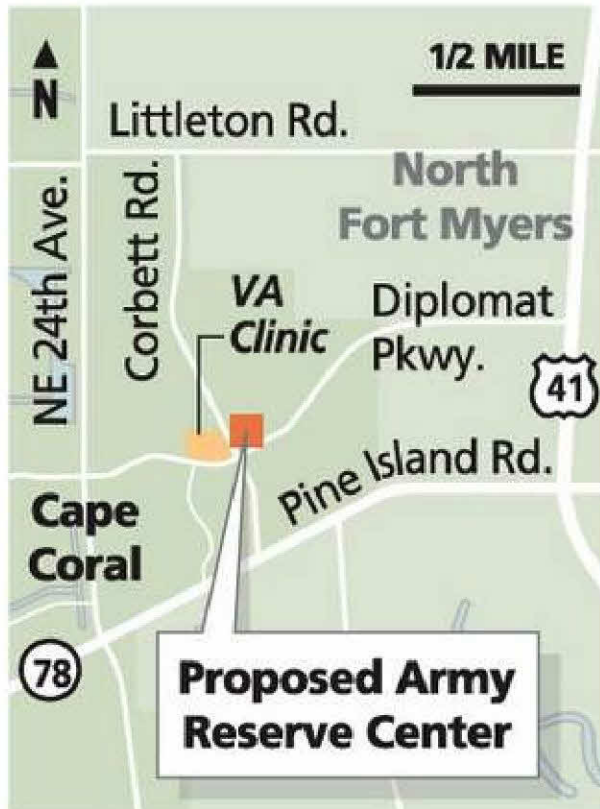 N
1/2 MILE
Littleton Rd.
North
Fort Myers
NE 24th Ave.
Corbett Rd.
VA
Clinic
Diplomat
Pkwy.
41
Pine Island Rd.
Cape
Coral
78
Proposed Army
Reserve Center